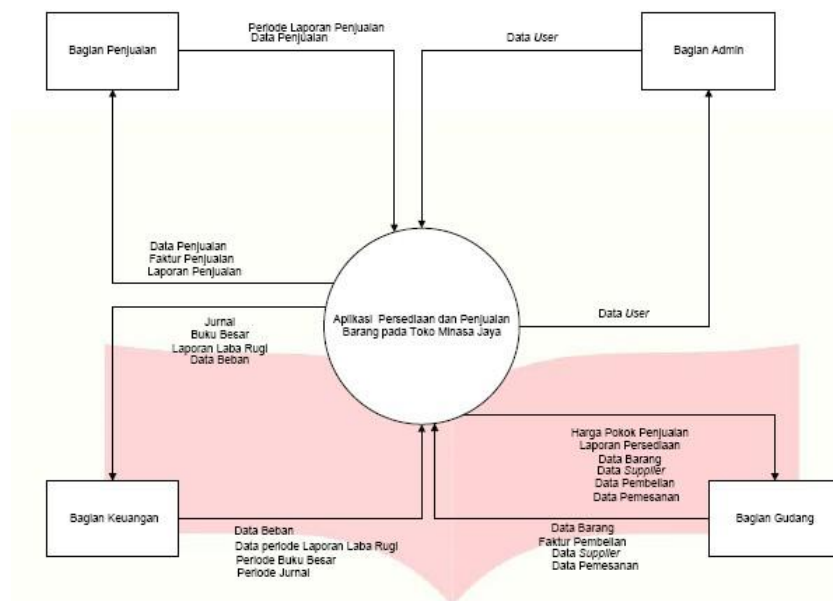 Periode Laporan Penjualan
Data Penjualan
Bagian Penjualan
Data User
Bagian Admin
Data Penjualan
Faktur Penjualan
Laporan Penjualan
Jurnal
Buku Besar
Laporan Laba Rugi
Data Beban
Aplikasi Persediaan dan Penjualan
Barang pada Toko Minasa Jaya
Data User
Harga Pokok Penjualan
Laporan Persediaan
Data Barang
Data Supplier
Data Pembelian
Data Pemesanan
Bagian Keuangan
Bagian Gudang
Data Beban
Data periode Laporan Laba Rugi
Periode Buku Besar
Periode Jurnal
Data Barang
Faktur Pembelian
Data Supplier
Data Pemesanan